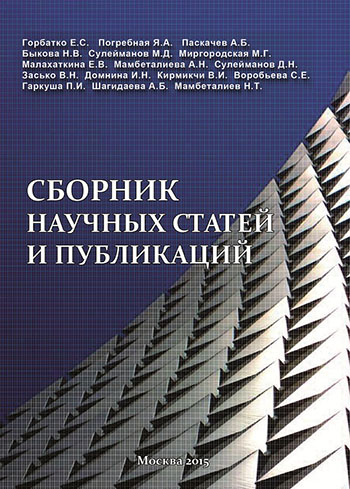 Горбатко Е.С. Погребная Я.А. Паскачев А.Б.
Быкова Н.В. Сулейманов М.Д. Миргородская М.Г.
Малахаткина Е.В. Мамбеталиева А.Н. Сулейманов Д.Н.
Засько В.Н. Домнина И.Н. Кирмикчи В.И. Воробьева С.Е.
Гаркуша П.И. Шагидаева А.Б. Мамбеталиев Н.Т.
СБОРНИК
НАУЧНЫХ СТАТЕЙ
И ПУБЛИКАЦИЙ
Москва 2015